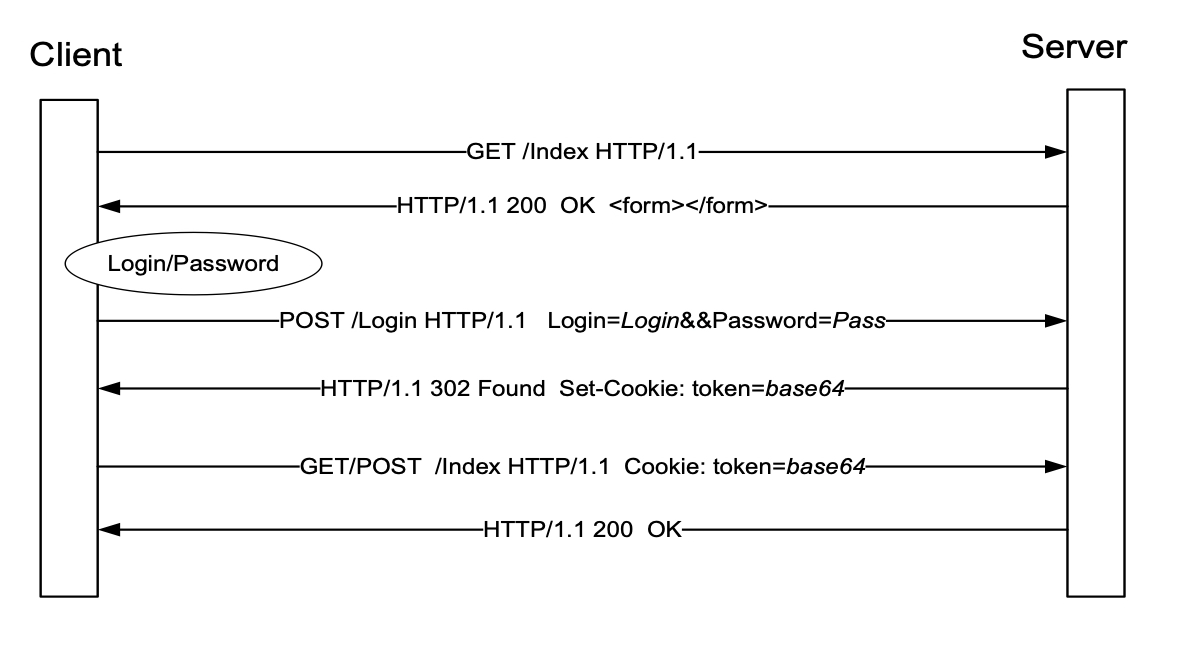 Client
Server
GET /Index HTTP/1.1
HTTP/1.1 200 OK <form></form>
Login/Password
POST /Login HTTP/1.1 Login=Login&&Password=Pass
HTTP/1.1 302 Found Set-Cookie: token=base64
GET/POST /Index HTTP/1.1 Cookie: token=base64
HTTP/1.1 200 OK